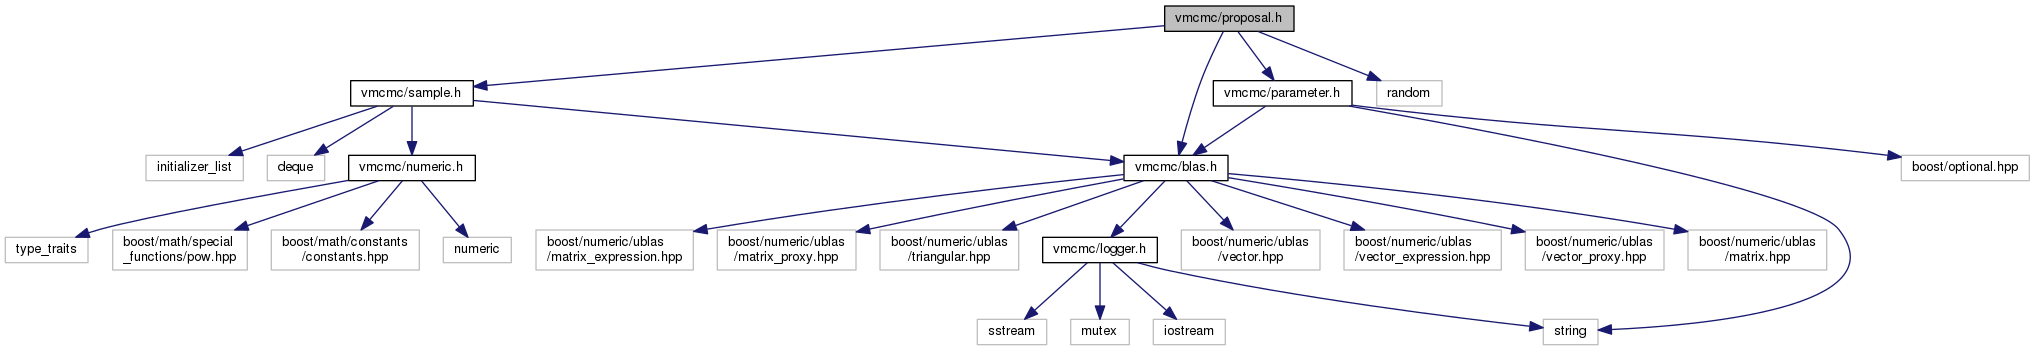 vmcmc/proposal.h
vmcmc/sample.h
vmcmc/parameter.h
random
initializer_list
deque
vmcmc/numeric.h
vmcmc/blas.h
boost/optional.hpp
type_traits
boost/math/special
_functions/pow.hpp
boost/math/constants
/constants.hpp
numeric
boost/numeric/ublas
/matrix_expression.hpp
boost/numeric/ublas
/matrix_proxy.hpp
boost/numeric/ublas
/triangular.hpp
vmcmc/logger.h
boost/numeric/ublas
/vector.hpp
boost/numeric/ublas
/vector_expression.hpp
boost/numeric/ublas
/vector_proxy.hpp
boost/numeric/ublas
/matrix.hpp
sstream
mutex
iostream
string